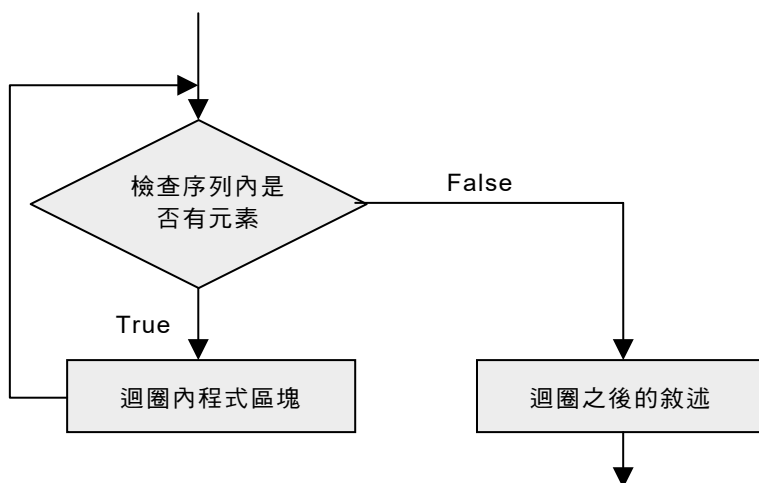 檢查序列內是
否有元素
False
True
迴圈內程式區塊
迴圈之後的敘述